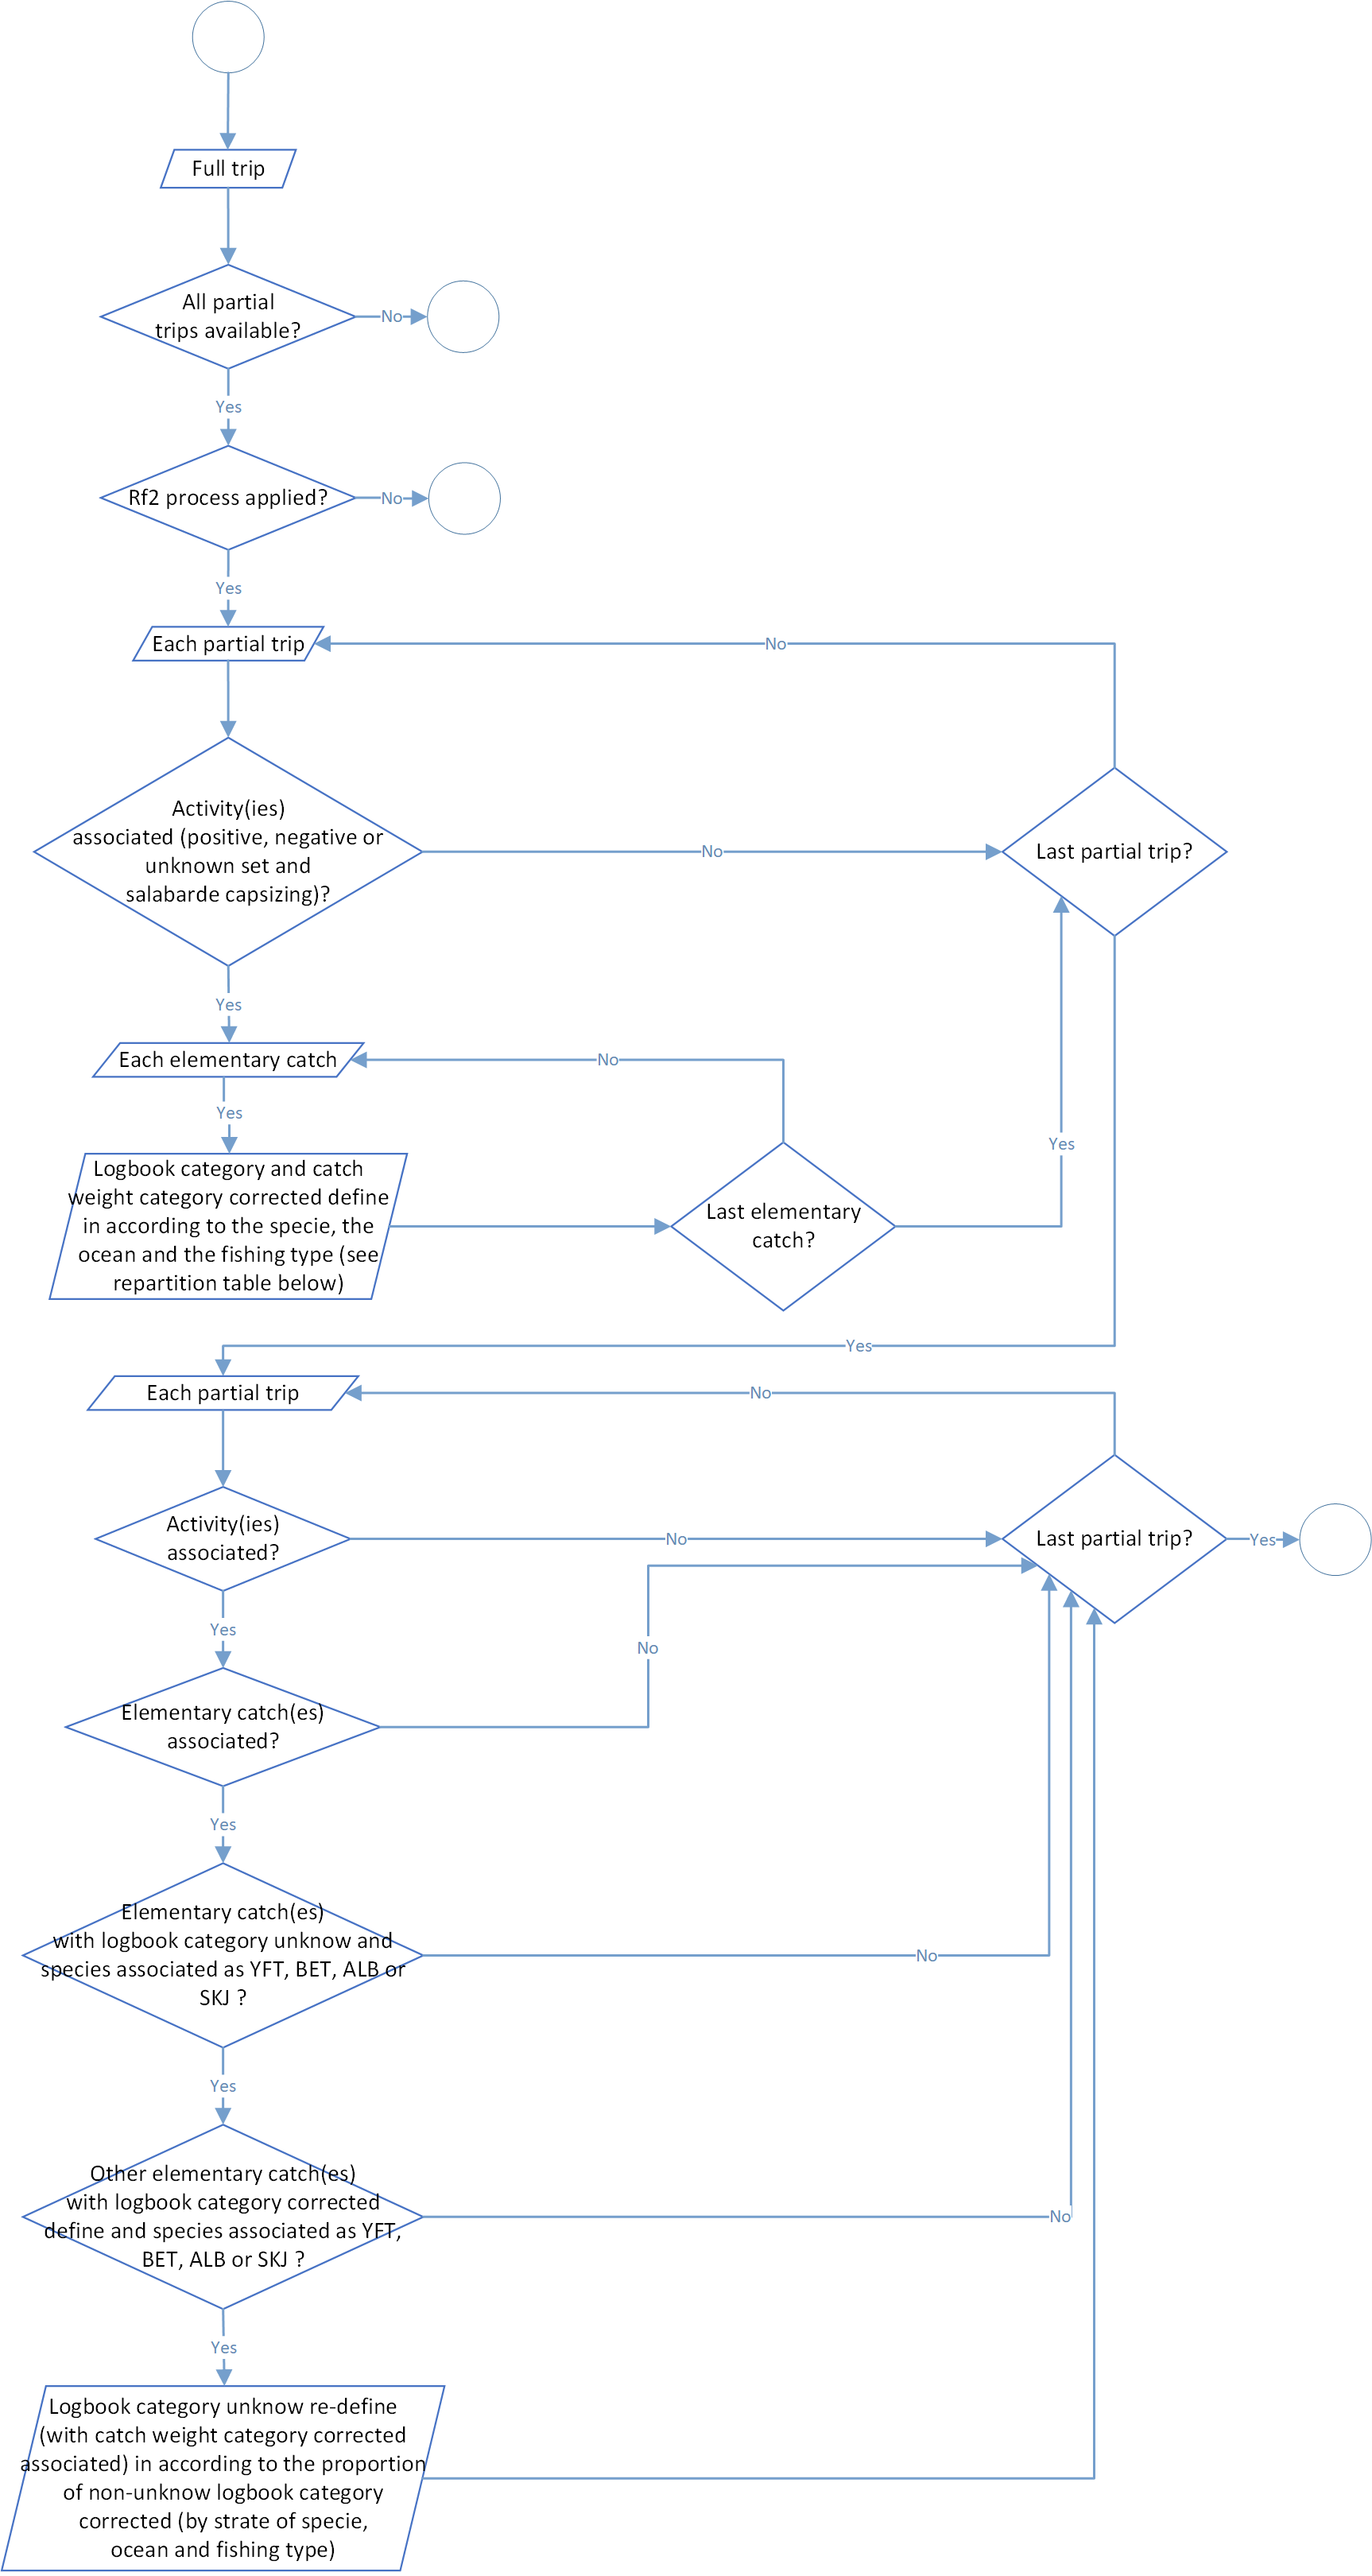 Full trip
All partial
trips available?
No
Yes
Rf2 process applied?
No
Yes
Each partial trip
No
Activity(ies)
associated (positive, negative or
unknown set and
salabarde capsizing)?
No
Last partial trip?
Yes
Each elementary catch
No
Yes
Yes
Logbook category and catch
weight category corrected define
in according to the specie, the
ocean and the fishing type (see
repartition table below)
Last elementary
catch?
Yes
Each partial trip
No
Activity(ies)
associated?
No
Last partial trip?
Yes
Yes
No
Elementary catch(es)
associated?
Yes
Elementary catch(es)
with logbook category unknow and
species associated as YFT, BET, ALB or
SKJ ?
No
Yes
Other elementary catch(es)
with logbook category corrected
define and species associated as YFT,
BET, ALB or SKJ ?
No
Yes
Logbook category unknow re-define
(with catch weight category corrected
associated) in according to the proportion
of non-unknow logbook category
corrected (by strate of specie,
ocean and fishing type)